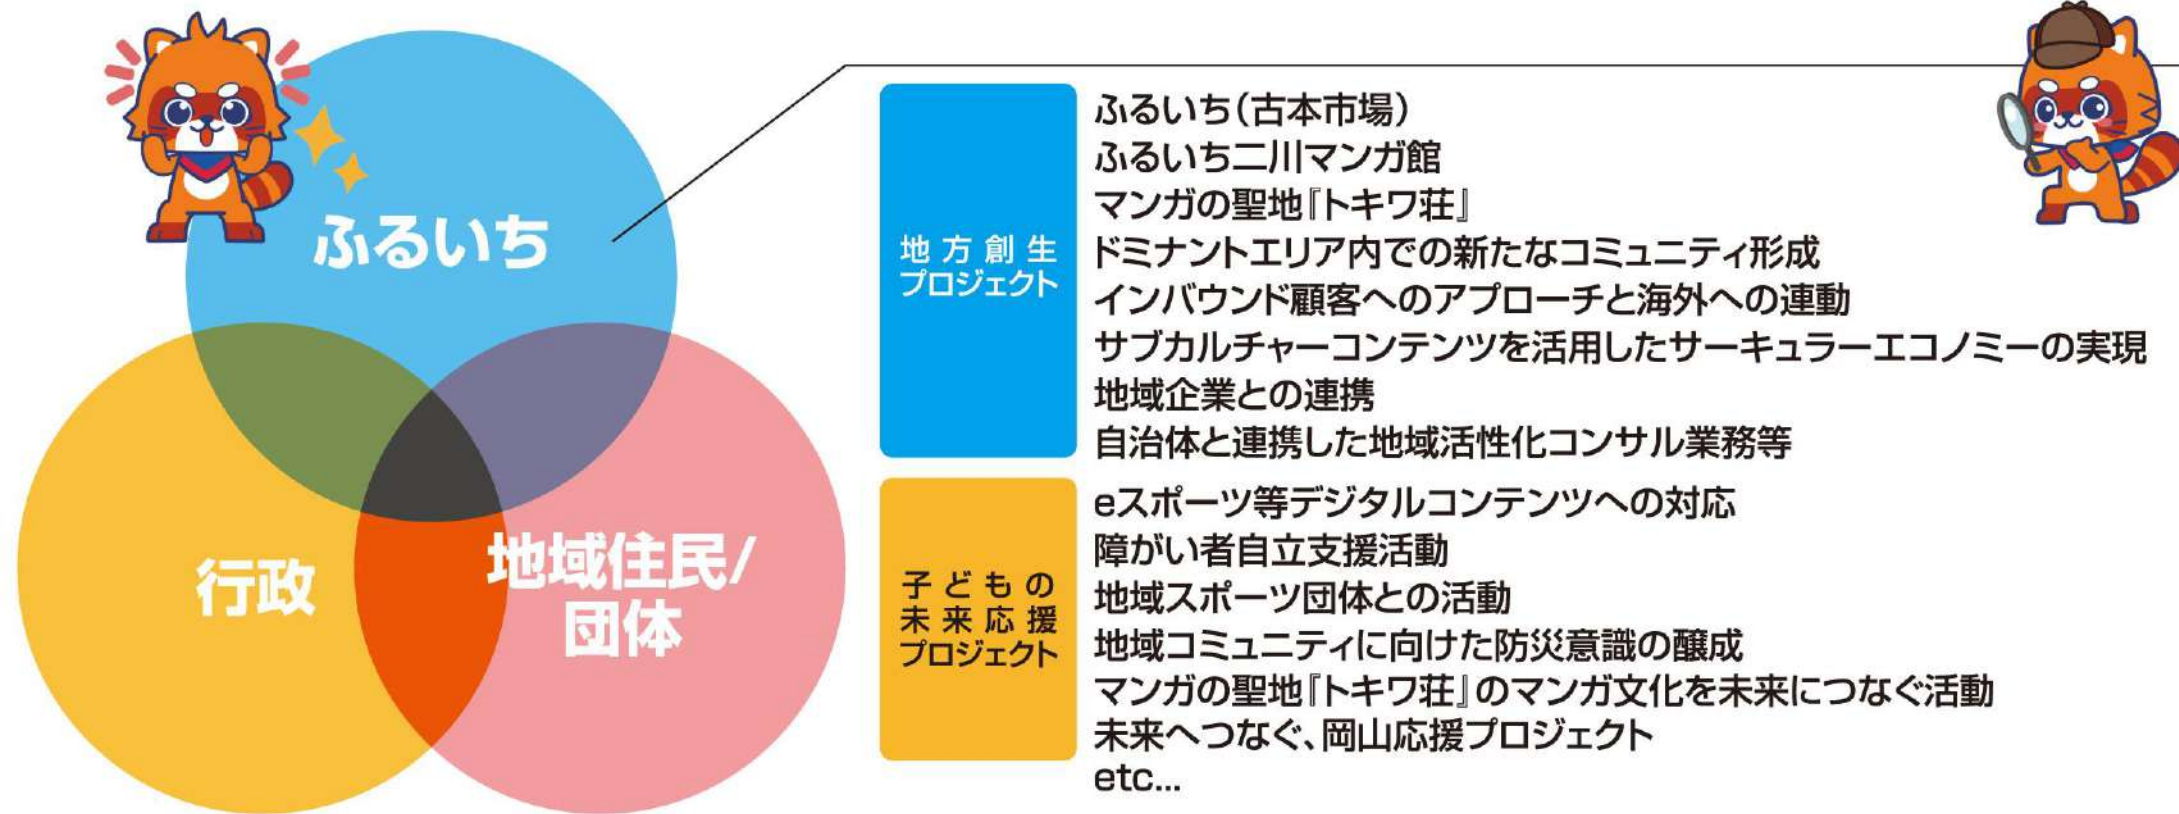 ふるいち
行政
地域住民/
団体
地方創生
プロジェクト
ふるいち(古本市場)
ふるいち二川マンガ館
マンガの聖地『トキワ荘』
ドミナントエリア内での新たなコミュニティ形成
インバウンド顧客へのアプローチと海外への連動
サブカルチャーコンテンツを活用したサーキュラーエコノミーの実現
地域企業との連携
自治体と連携した地域活性化コンサル業務等
子どもの
未来応援
プロジェクト
eスポーツ等デジタルコンテンツへの対応
障がい者自立支援活動
地域スポーツ団体との活動
地域コミュニティに向けた防災意識の醸成
マンガの聖地『トキワ荘』のマンガ文化を未来につなぐ活動
未来へつなぐ、岡山応援プロジェクト
etc...